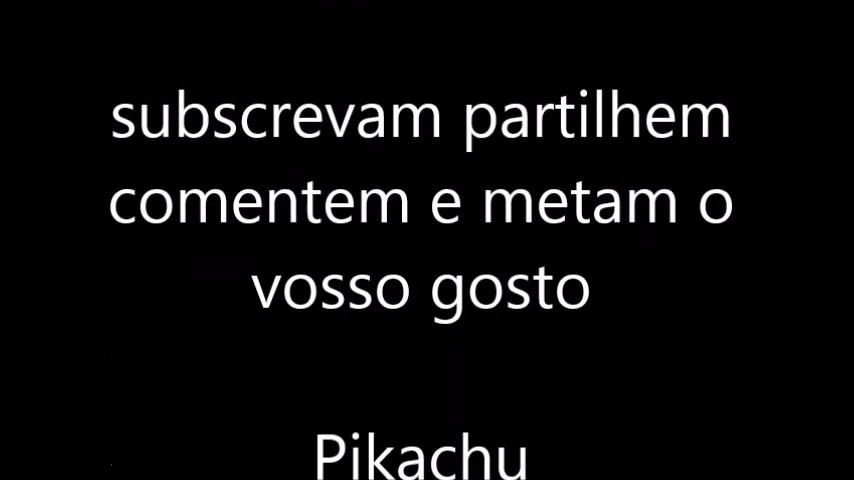 subscrevam partilhem
comentem e metam o
vosso gosto
Pikachu